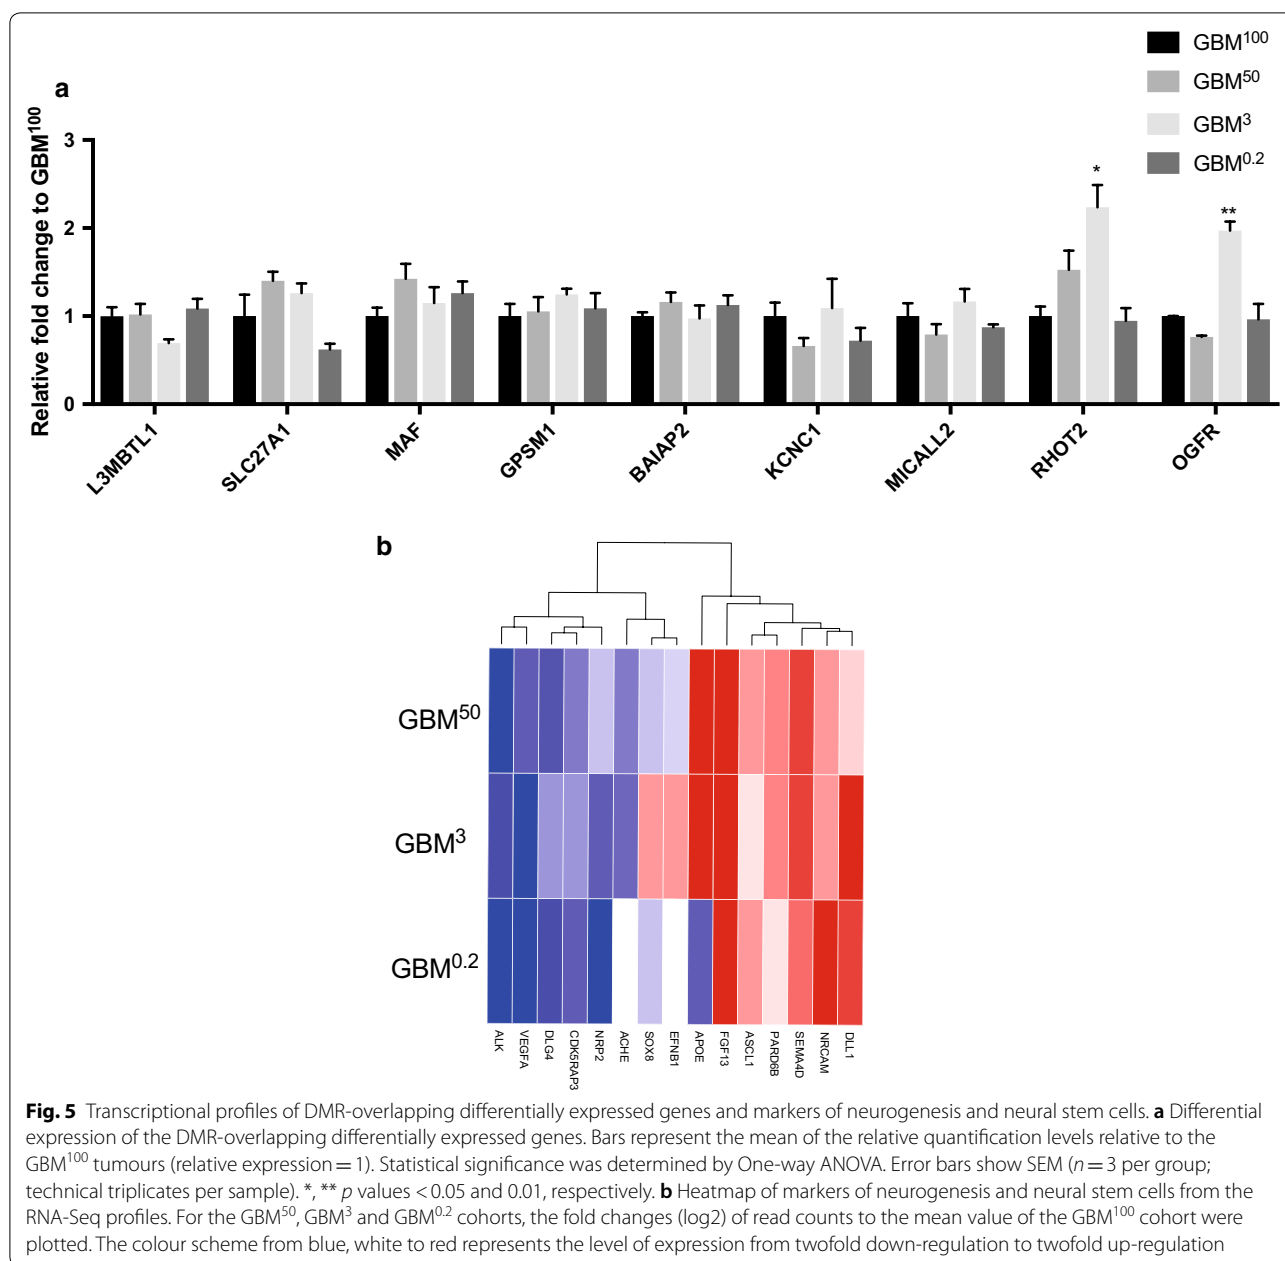 GBM100
GBM50
GBM3
GBM0.2
a
Relative fold change to GBM100
3
2
1
0
*
**
L3MBTL1
SLC27A1
MAF
GPSM1
BAIAP2
KCNC1
MICALL2
RHOT2
OGFR
b
GBM50
GBM3
GBM0.2
ALK
VEGFA
DLG4
CDK5RAP3
NRP2
ACHE
SOX8
EFNB1
APOE
FGF13
ASCL1
PARD6B
SEMA4D
NRCAM
DLL1
Fig. 5 Transcriptional profiles of DMR-overlapping differentially expressed genes and markers of neurogenesis and neural stem cells. a Differential
expression of the DMR-overlapping differentially expressed genes. Bars represent the mean of the relative quantification levels relative to the
GBM100 tumours (relative expression = 1). Statistical significance was determined by One-way ANOVA. Error bars show SEM (n = 3 per group;
technical triplicates per sample). *, ** p values < 0.05 and 0.01, respectively. b Heatmap of markers of neurogenesis and neural stem cells from the
RNA-Seq profiles. For the GBM50, GBM3 and GBM0.2 cohorts, the fold changes (log2) of read counts to the mean value of the GBM100 cohort were
plotted. The colour scheme from blue, white to red represents the level of expression from twofold down-regulation to twofold up-regulation